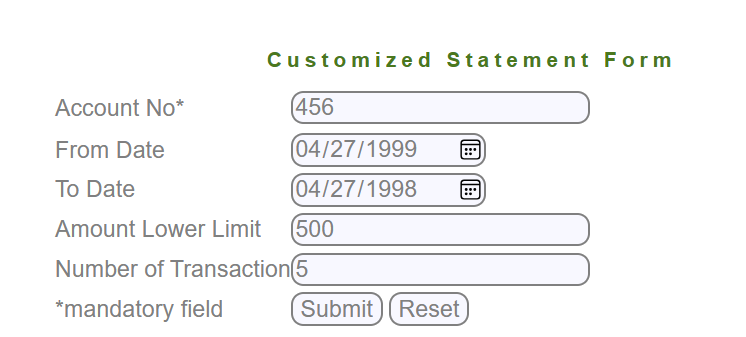 Customized Statement Form
Account No* 456
From Date 04/27/1999
To Date 04/27/1998
Amount Lower Limit 500
Number of Transaction 5
*mandatory field Submit Reset